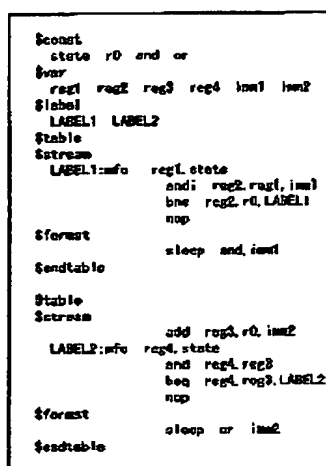 $const
state r0 and or
$var
reg1 reg2 reg3 reg4 imm1 imm2
$label
LABEL1 LABEL2
$table
$stream
LABEL1:mfo reg1,state
andi reg2,reg1,imm1
bne reg2,r0,LABEL1
nop
$format
sleep and,imm1
$endtable
$table
$stream
add reg3,r0,imm2
LABEL2:mfo reg4,state
and reg4,reg3
beq reg4,reg3,LABEL2
nop
$format
sleep or imm2
$endtable